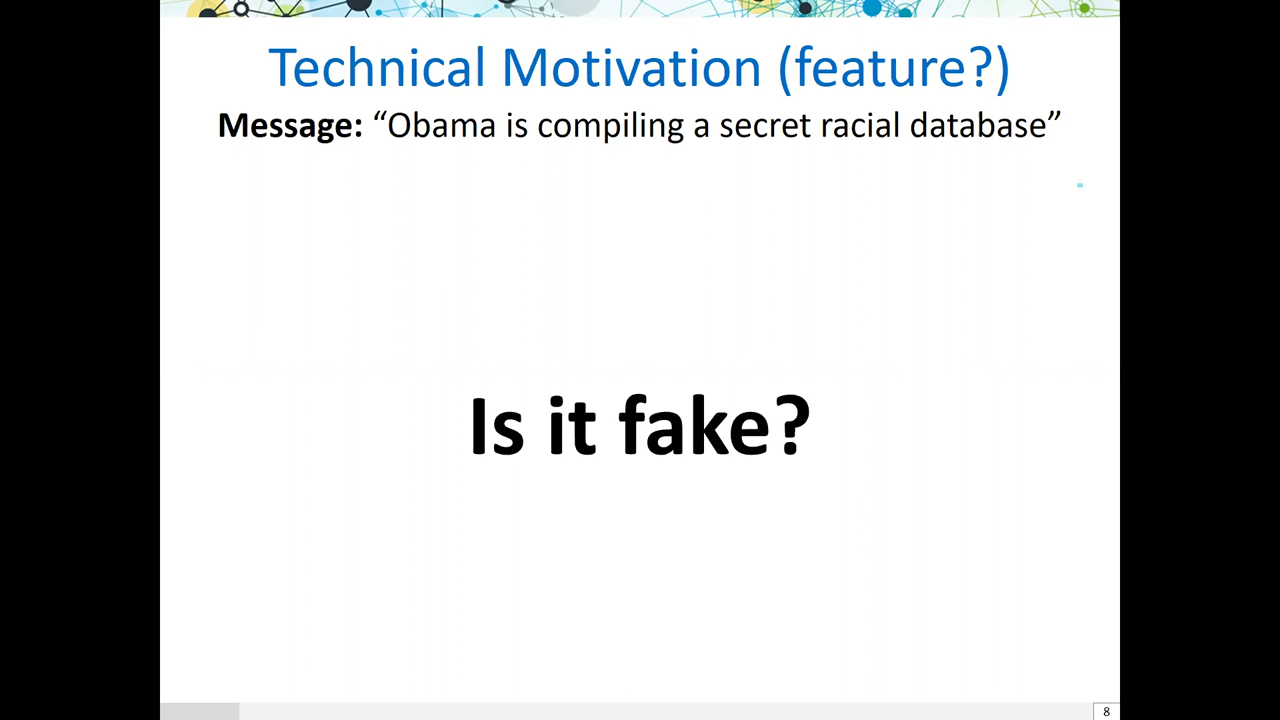 Technical Motivation (feature?)
Message: “Obama is compiling a secret racial database”
Is it fake?
8